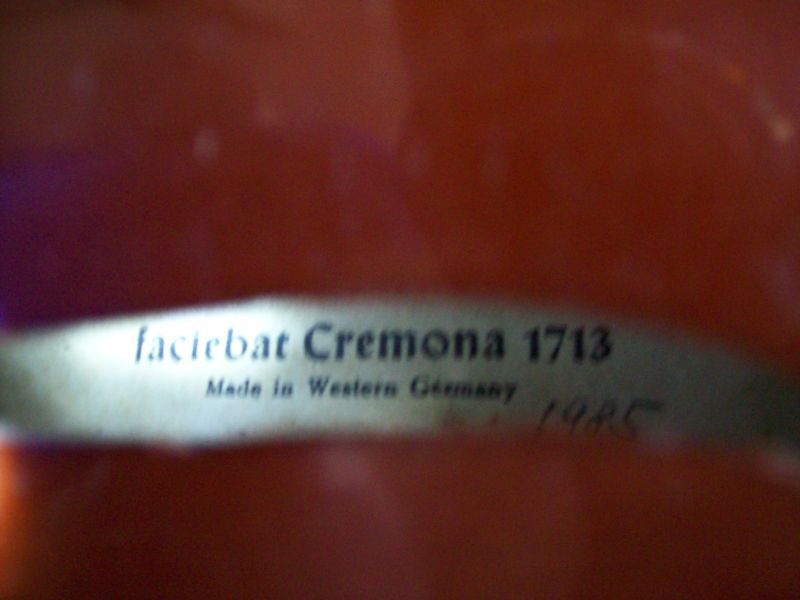 faciebat Cremona 1713
Made in Western Germany
1985